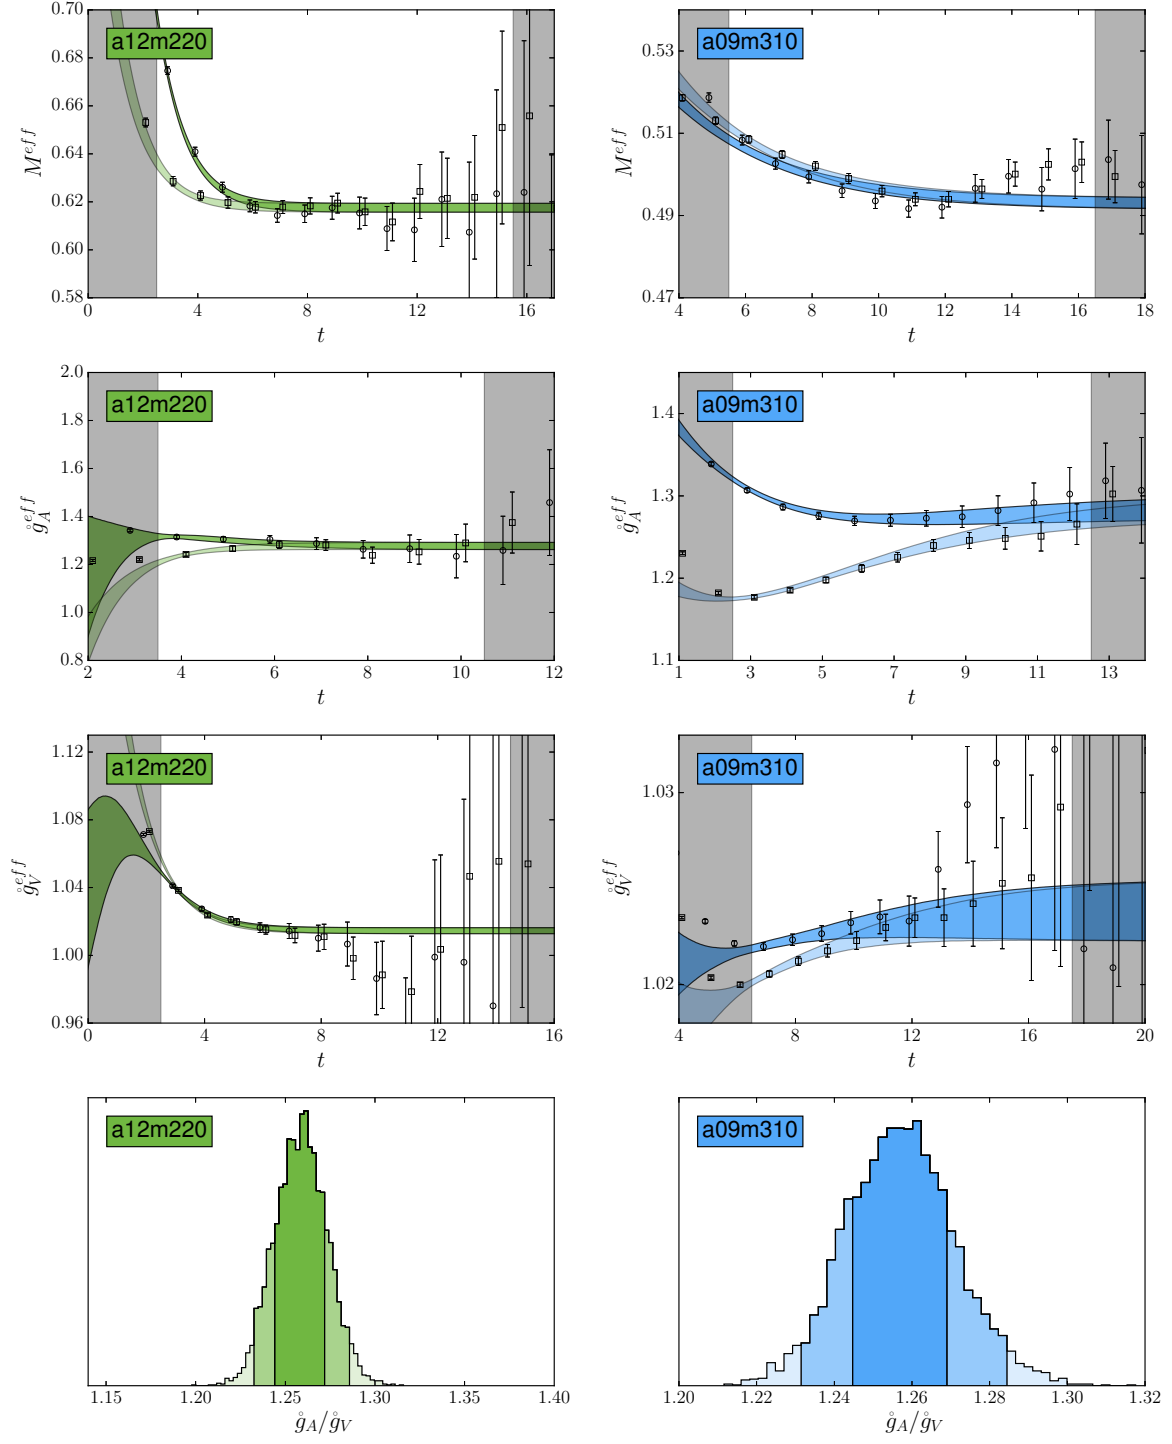 0.70
0.68
0.66
0.64
0.62
0.60
0.58
M^{eff}
a12m220
0 4 8 12 16
t
0.53
0.51
0.49
0.47
M^{eff}
a09m310
4 6 8 10 12 14 16 18
t
2.0
1.8
1.6
1.4
1.2
1.0
0.8
g̊_A^{eff}
a12m220
2 4 6 8 10 12
t
1.4
1.3
1.2
1.1
g̊_A^{eff}
a09m310
1 3 5 7 9 11 13
t
1.12
1.08
1.04
1.00
0.96
g̊_V^{eff}
a12m220
0 4 8 12 16
t
1.03
1.02
g̊_V^{eff}
a09m310
4 8 12 16 20
t
a12m220
1.15 1.20 1.25 1.30 1.35 1.40
g̊_A/g̊_V
a09m310
1.20 1.22 1.24 1.26 1.28 1.30 1.32
g̊_A/g̊_V